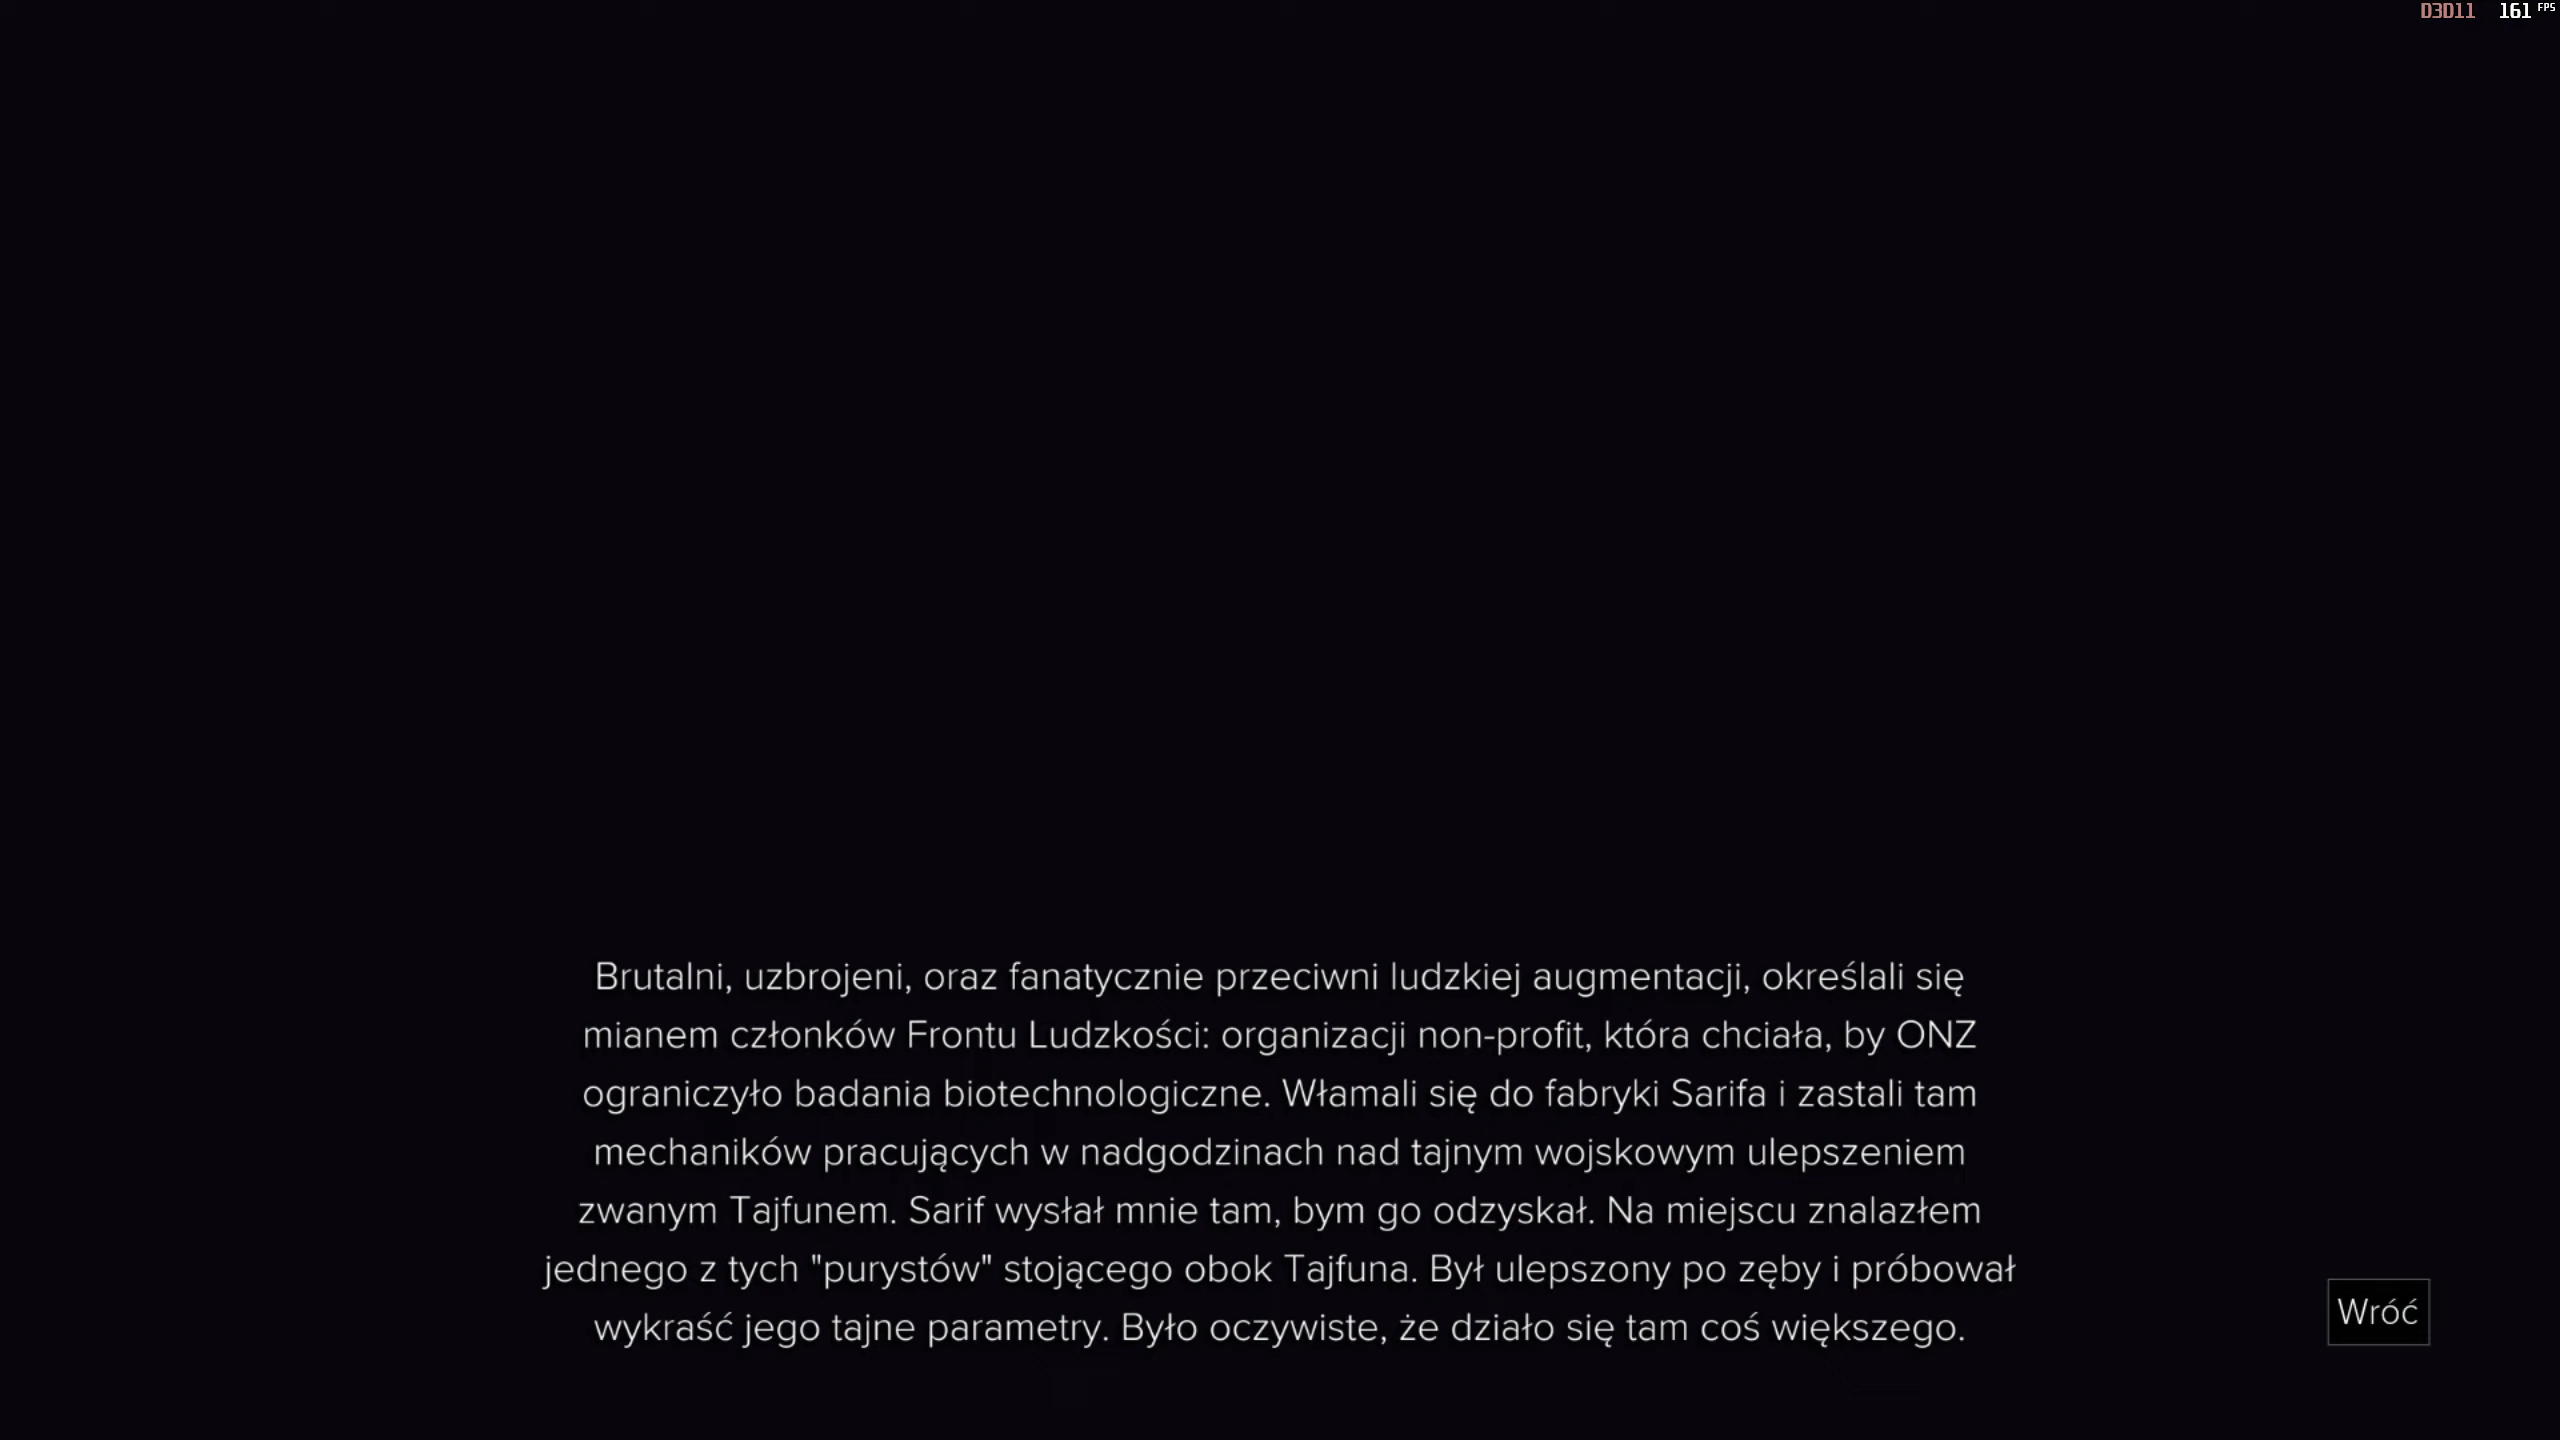 D3D11 161 FPS
Brutalni, uzbrojeni, oraz fanatycznie przeciwni ludzkiej augmentacji, określali się
mianem członków Frontu Ludzkości: organizacji non-profit, która chciała, by ONZ
ograniczyło badania biotechnologiczne. Włamali się do fabryki Sarifa i zastali tam
mechaników pracujących w nadgodzinach nad tajnym wojskowym ulepszeniem
zwanym Tajfunem. Sarif wysłał mnie tam, bym go odzyskał. Na miejscu znalazłem
jednego z tych "purystów" stojącego obok Tajfuna. Był ulepszony po zęby i próbował
wykraść jego tajne parametry. Było oczywiste, że działo się tam coś większego.
Wróć